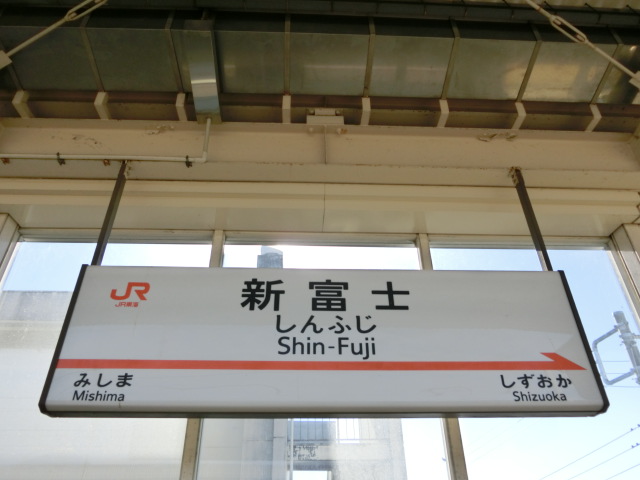 JR
JR東海
新富士
しんふじ
Shin-Fuji
みしま
Mishima
しずおか
Shizuoka